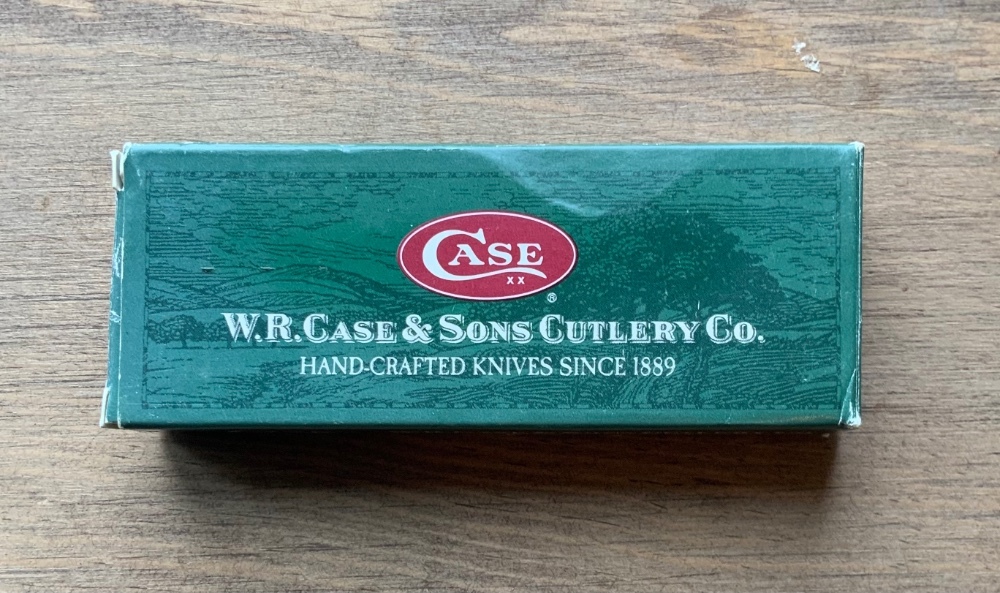 CASE
XX
®
W.R. CASE & SONS CUTLERY CO.
HAND-CRAFTED KNIVES SINCE 1889